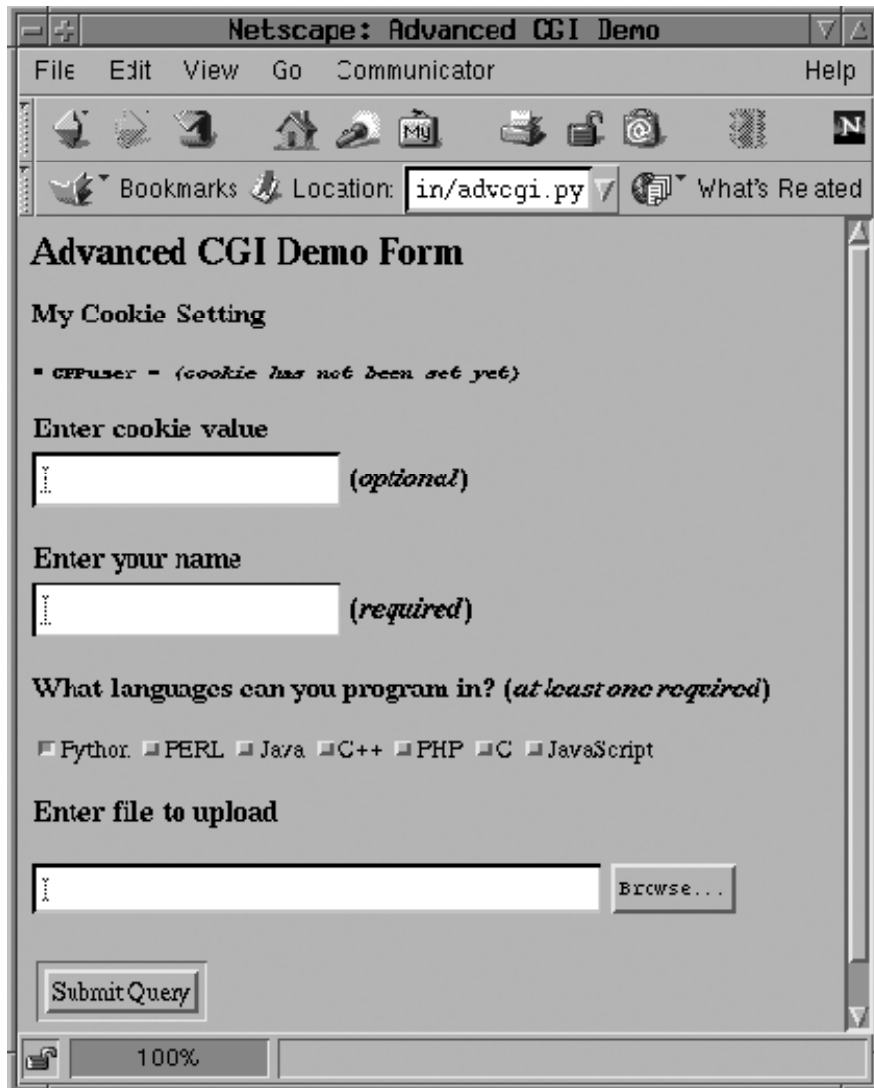 Netscape: Advanced CGI Demo
File Edit View Go Communicator Help
My N
Bookmarks Location: in/advcgi.py What's Related
Advanced CGI Demo Form
My Cookie Setting
CPPuser = (cookie has not been set yet)
Enter cookie value
(optional)
Enter your name
(required)
What languages can you program in? (at least one required)
Python PERL Java C++ PHP C JavaScript
Enter file to upload
Browse...
Submit Query
100%